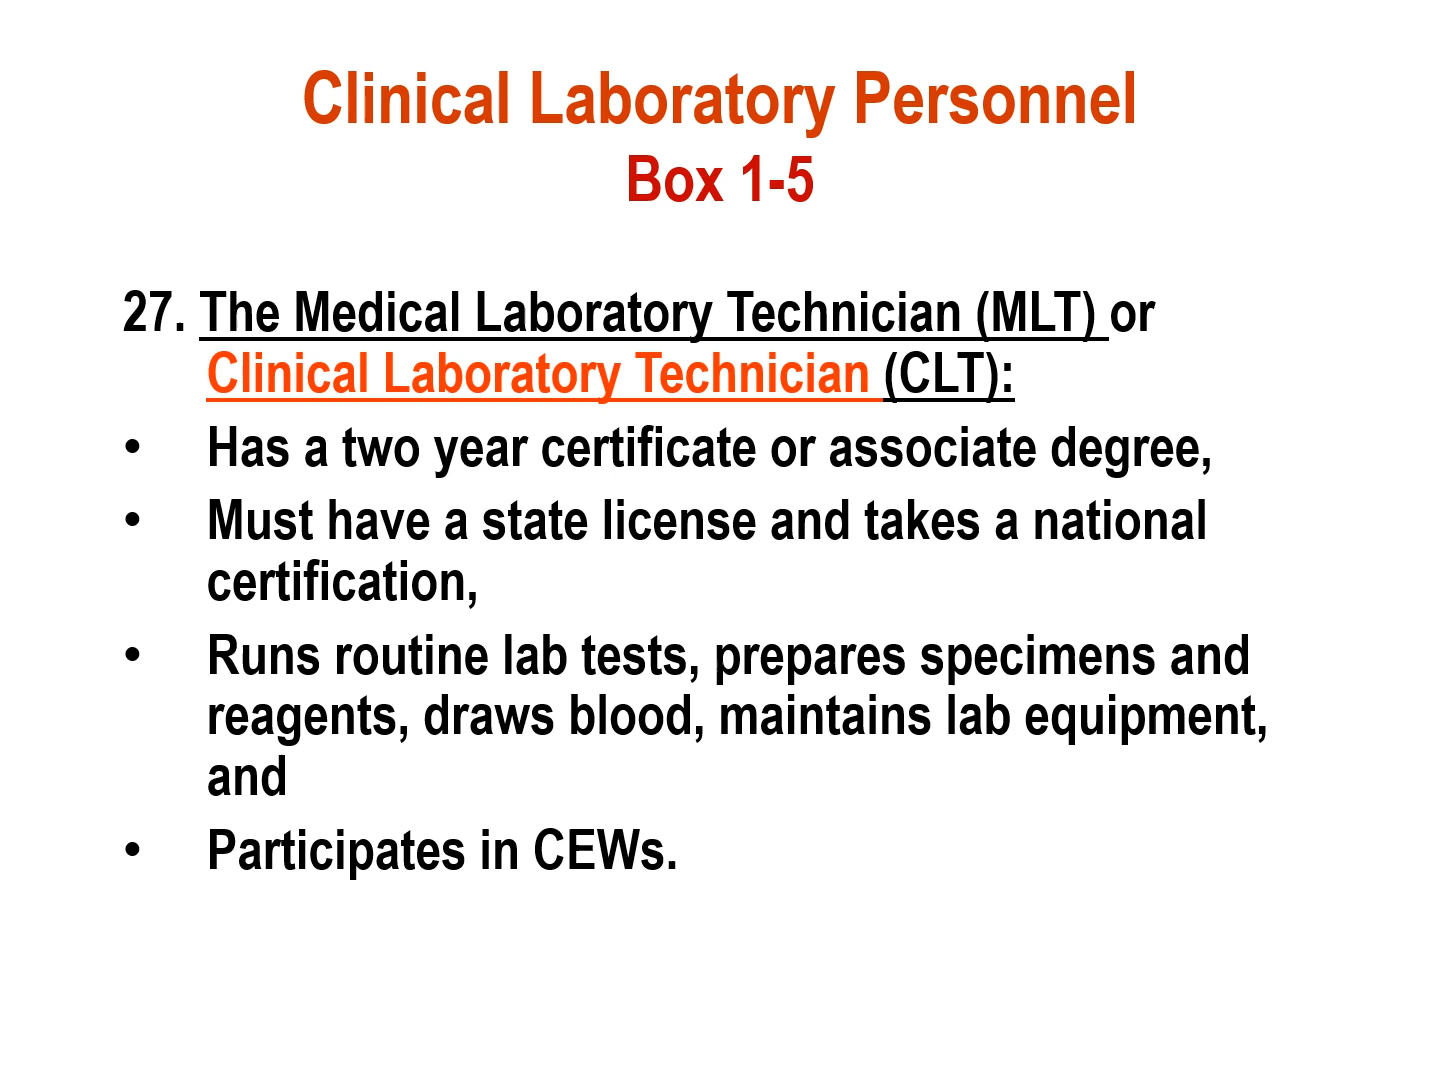 Clinical Laboratory Personnel
Box 1-5
27. The Medical Laboratory Technician (MLT) or
Clinical Laboratory Technician (CLT):
• Has a two year certificate or associate degree,
• Must have a state license and takes a national
certification,
• Runs routine lab tests, prepares specimens and
reagents, draws blood, maintains lab equipment,
and
• Participates in CEWs.